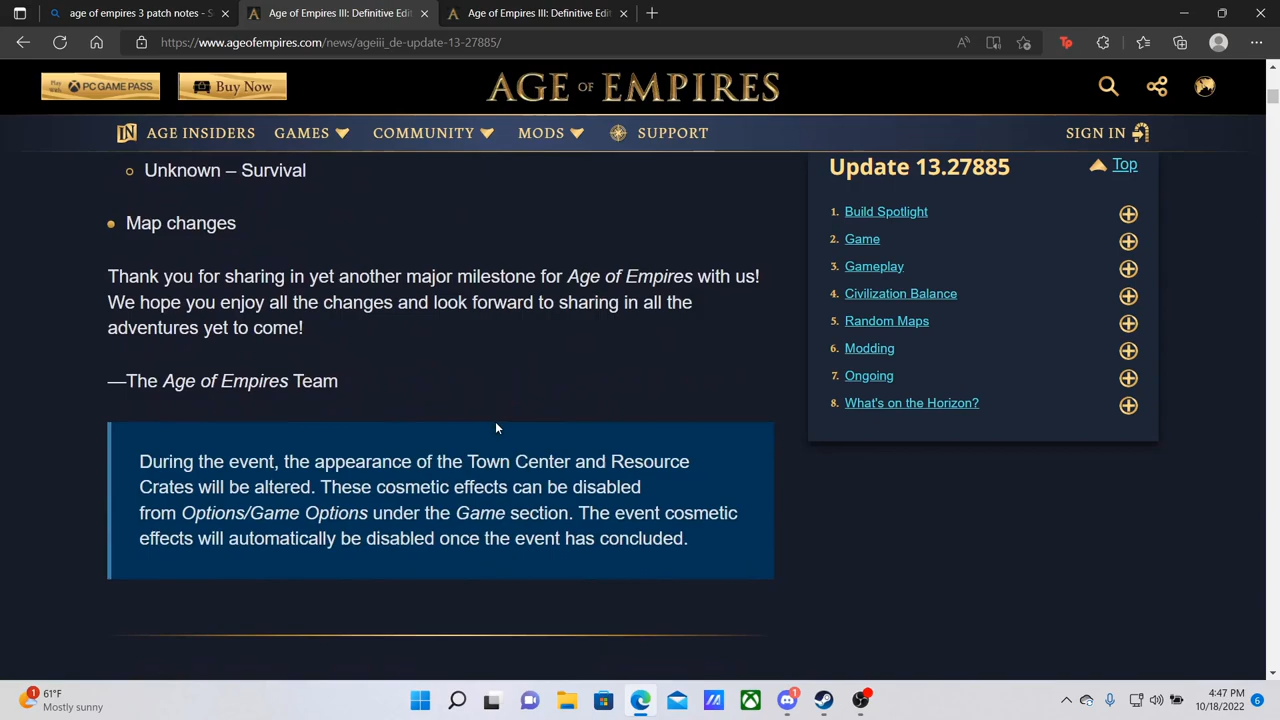 age of empires 3 patch notes - S
Age of Empires III: Definitive Edit
Age of Empires III: Definitive Edit
https://www.ageofempires.com/news/ageiii_de-update-13-27885/
PC GAME PASS
Buy Now
AGE OF EMPIRES
AGE INSIDERS
GAMES
COMMUNITY
MODS
SUPPORT
SIGN IN
Unknown – Survival
Map changes
Thank you for sharing in yet another major milestone for Age of Empires with us!
We hope you enjoy all the changes and look forward to sharing in all the
adventures yet to come!
—The Age of Empires Team
During the event, the appearance of the Town Center and Resource
Crates will be altered. These cosmetic effects can be disabled
from Options/Game Options under the Game section. The event cosmetic
effects will automatically be disabled once the event has concluded.
Update 13.27885
Top
1. Build Spotlight
2. Game
3. Gameplay
4. Civilization Balance
5. Random Maps
6. Modding
7. Ongoing
8. What's on the Horizon?
1
61°F
Mostly sunny
1
4:47 PM
10/18/2022
6